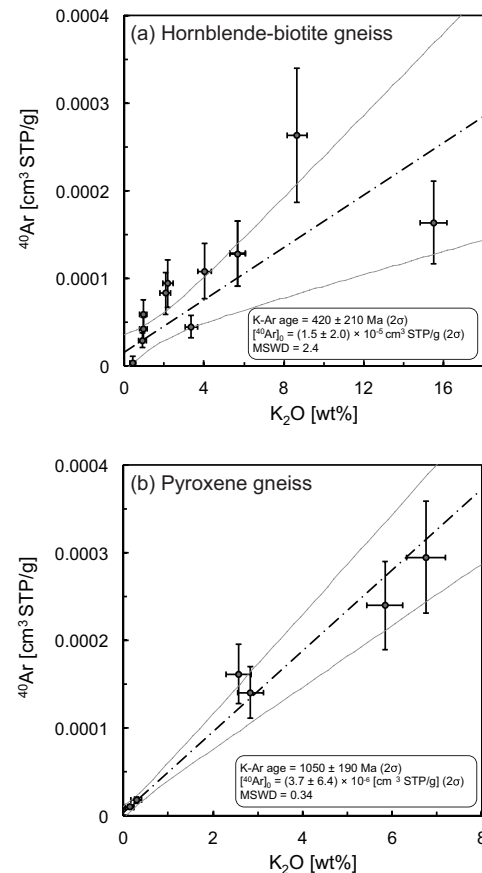 0.0004
(a) Hornblende-biotite gneiss
0.0003
0.0002
0.0001
0
⁴⁰Ar [cm³ STP/g]
K-Ar age = 420 ± 210 Ma (2σ)
[⁴⁰Ar]₀ = (1.5 ± 2.0) × 10⁻⁵ cm³ STP/g (2σ)
MSWD = 2.4
0 4 8 12 16
K₂O [wt%]
0.0004
(b) Pyroxene gneiss
0.0003
0.0002
0.0001
0
⁴⁰Ar [cm³ STP/g]
K-Ar age = 1050 ± 190 Ma (2σ)
[⁴⁰Ar]₀ = (3.7 ± 6.4) × 10⁻⁶ [cm ³ STP/g] (2σ)
MSWD = 0.34
0 2 4 6 8
K₂O [wt%]